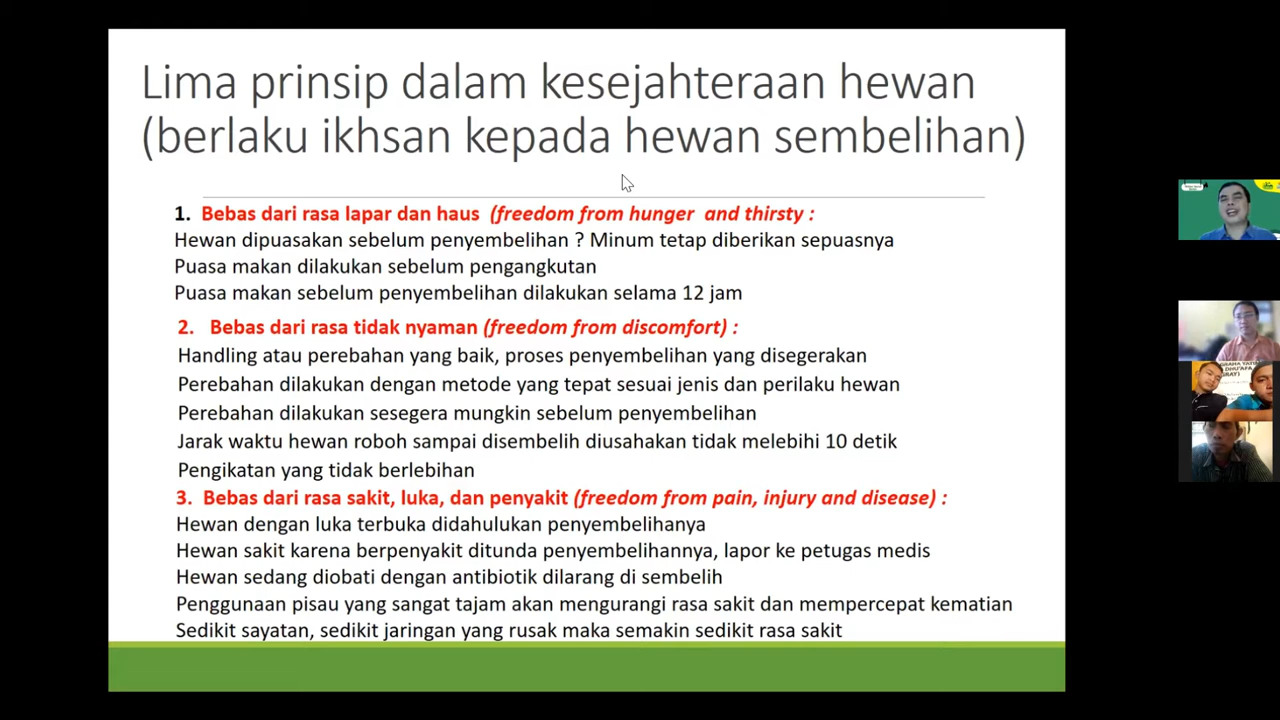 Lima prinsip dalam kesejahteraan hewan
(berlaku ikhsan kepada hewan sembelihan)
1. Bebas dari rasa lapar dan haus (freedom from hunger and thirsty :
Hewan dipuasakan sebelum penyembelihan ? Minum tetap diberikan sepuasnya
Puasa makan dilakukan sebelum pengangkutan
Puasa makan sebelum penyembelihan dilakukan selama 12 jam
2. Bebas dari rasa tidak nyaman (freedom from discomfort) :
Handling atau perebahan yang baik, proses penyembelihan yang disegerakan
Perebahan dilakukan dengan metode yang tepat sesuai jenis dan perilaku hewan
Perebahan dilakukan sesegera mungkin sebelum penyembelihan
Jarak waktu hewan roboh sampai disembelih diusahakan tidak melebihi 10 detik
Pengikatan yang tidak berlebihan
3. Bebas dari rasa sakit, luka, dan penyakit (freedom from pain, injury and disease) :
Hewan dengan luka terbuka didahulukan penyembelihanya
Hewan sakit karena berpenyakit ditunda penyembelihannya, lapor ke petugas medis
Hewan sedang diobati dengan antibiotik dilarang di sembelih
Penggunaan pisau yang sangat tajam akan mengurangi rasa sakit dan mempercepat kematian
Sedikit sayatan, sedikit jaringan yang rusak maka semakin sedikit rasa sakit